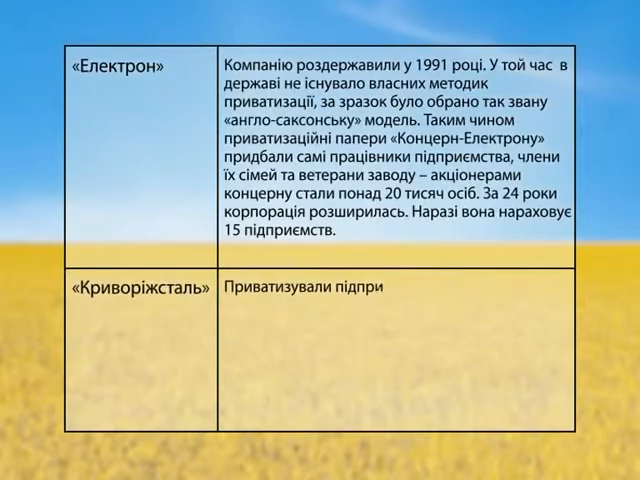 «Електрон»
Компанію роздержавили у 1991 році. У той час в
державі не існувало власних методик
приватизації, за зразок було обрано так звану
«англо-саксонську» модель. Таким чином
приватизаційні папери «Концерн-Електрону»
придбали самі працівники підприємства, члени
їх сімей та ветерани заводу – акціонерами
концерну стали понад 20 тисяч осіб. За 24 роки
корпорація розширилась. Наразі вона нараховує
15 підприємств.
«Криворіжсталь»
Приватизували підпри